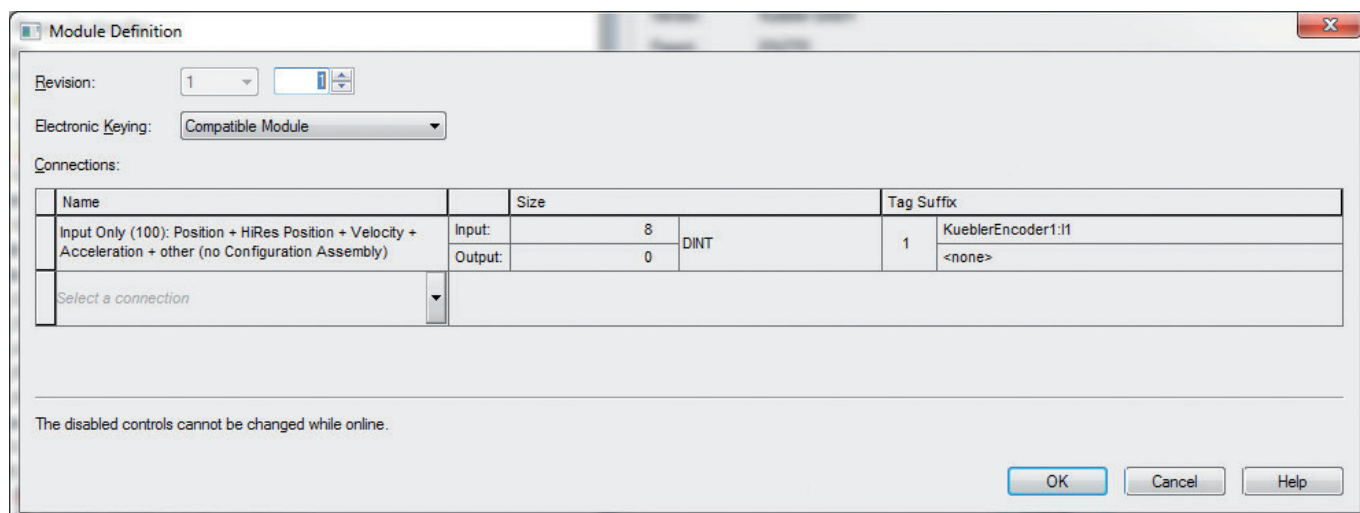 Module Definition
Revision: 1 1
Electronic Keying: Compatible Module
Connections:
Name Size Tag Suffix
Input Only (100): Position + HiRes Position + Velocity +
Acceleration + other (no Configuration Assembly)
Input: 8 DINT 1 KueblerEncoder1:I1
Output: 0 <none>
Select a connection
The disabled controls cannot be changed while online.
OK Cancel Help